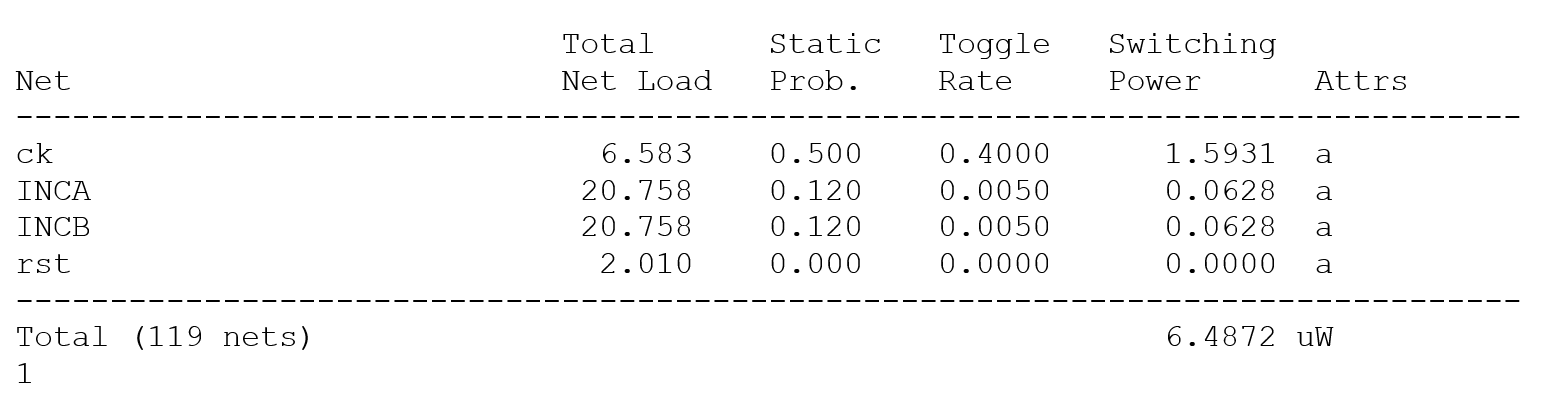 Total      Static   Toggle   Switching
Net                          Net Load   Prob.    Rate     Power      Attrs
--------------------------------------------------------------------------------
ck                             6.583    0.500    0.4000      1.5931  a
INCA                          20.758    0.120    0.0050      0.0628  a
INCB                          20.758    0.120    0.0050      0.0628  a
rst                            2.010    0.000    0.0000      0.0000  a
--------------------------------------------------------------------------------
Total (119 nets)                                             6.4872 uW
1